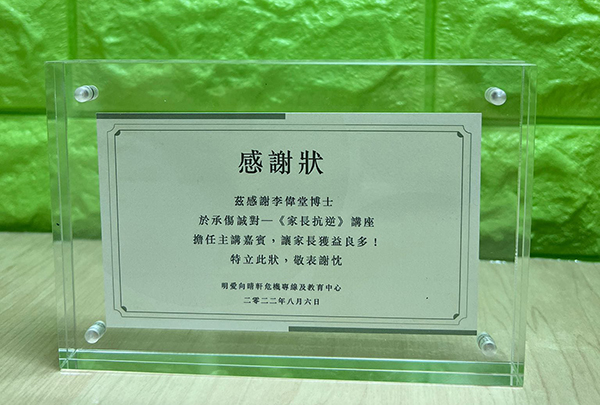 感謝狀
茲感謝李偉堂博士
於承傷誠對—《家長抗逆》講座
擔任主講嘉賓，讓家長獲益良多！
特立此狀，敬表謝忱
明愛向晴軒危機專線及教育中心
二零二二年八月六日